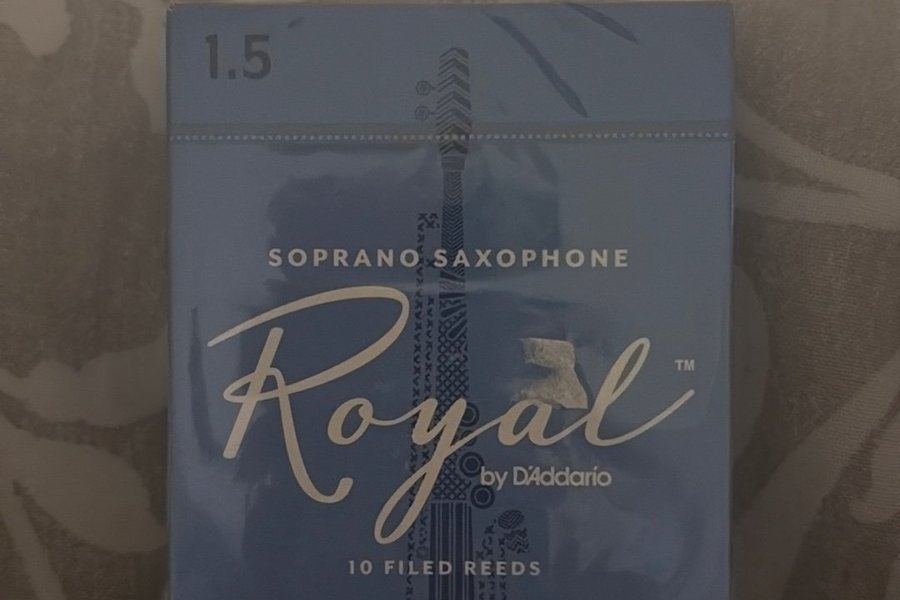 1.5
SOPRANO SAXOPHONE
Royal™
by D'Addario
10 FILED REEDS